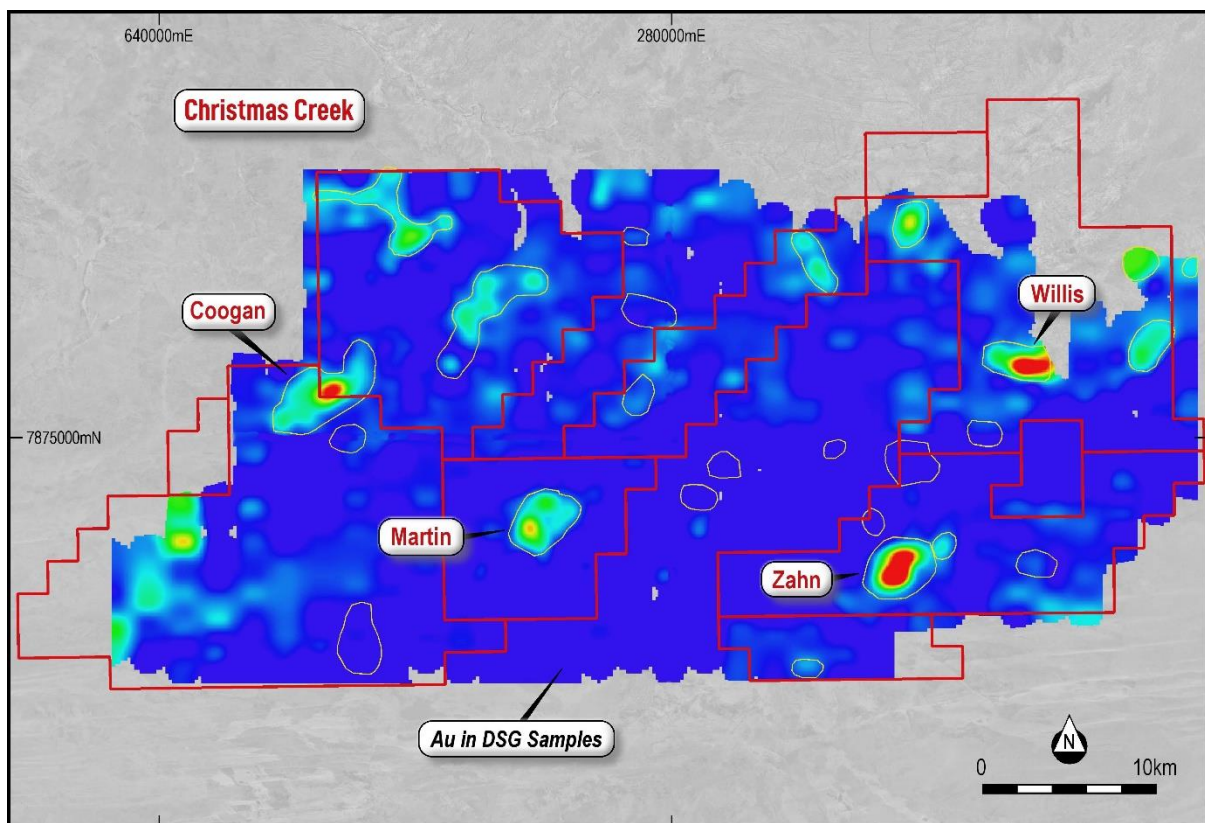 640000mE
280000mE
Christmas Creek
Willis
Coogan
7875000mN
Martin
Zahn
Au in DSG Samples
N
0
10km